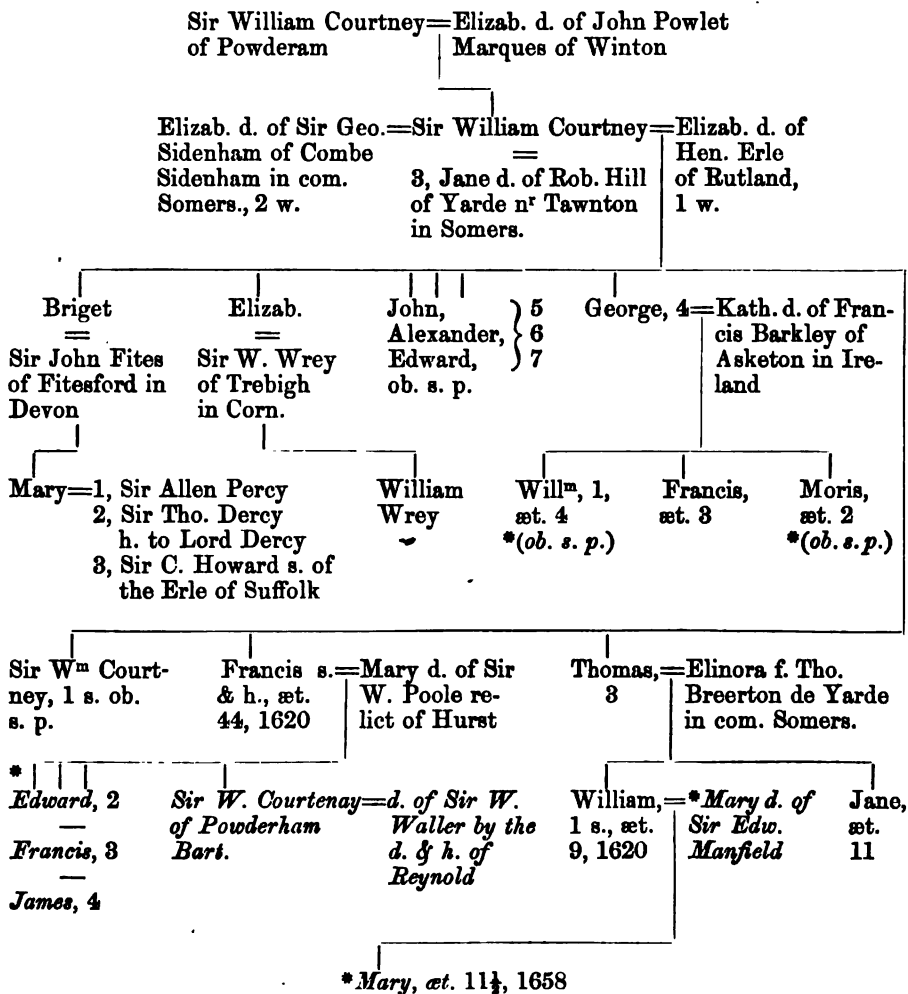 Sir William Courtney=Elizab. d. of John Powlet
of Powderam
Marques of Winton
Elizab. d. of Sir Geo.=Sir William Courtney=Elizab. d. of
Sidenham of Combe
Sidenham in com.
Somers., 2 w.
=
3, Jane d. of Rob. Hill
of Yarde nʳ Tawnton
in Somers.
Hen. Erle
of Rutland,
1 w.
Briget
=
Sir John Fites
of Fitesford in
Devon
Elizab.
=
Sir W. Wrey
of Trebigh
in Corn.
John, } 5
Alexander, } 6
Edward, } 7
ob. s. p.
George, 4=Kath. d. of Fran-
cis Barkley of
Asketon in Ire-
land
Mary=1, Sir Allen Percy
2, Sir Tho. Dercy
h. to Lord Dercy
3, Sir C. Howard s. of
the Erle of Suffolk
William
Wrey
Willᵐ, 1,
æt. 4
*(ob. s. p.)
Francis,
æt. 3
Moris,
æt. 2
*(ob. s. p.)
Sir Wᵐ Court-
ney, 1 s. ob.
s. p.
Francis s.=Mary d. of Sir
& h., æt.
44, 1620
W. Poole re-
lict of Hurst
Thomas,=Elinora f. Tho.
3
Breerton de Yarde
in com. Somers.
*
Edward, 2
—
Francis, 3
—
James, 4
Sir W. Courtenay=d. of Sir W.
of Powderham
Bart.
Waller by the
d. & h. of
Reynold
William,=*Mary d. of
1 s., æt.
9, 1620
Sir Edw.
Manfield
Jane,
æt.
11
*Mary, æt. 11½, 1658